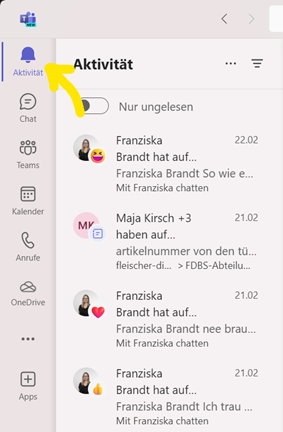 Aktivität
Aktivität
Nur ungelesen
Chat
Teams
Kalender
Anrufe
OneDrive
Apps
Franziska 22.02
Brandt hat auf...
Franziska Brandt So wie e...
Mit Franziska chatten
MK
Maja Kirsch +3 21.02
haben auf...
artikelnummer von den tü...
fleischer-di... > FDBS-Abteilu...
Franziska 21.02
Brandt hat auf...
Franziska Brandt nee brau...
Mit Franziska chatten
Franziska 21.02
Brandt hat auf...
Franziska Brandt Ich trau ...
Mit Franziska chatten